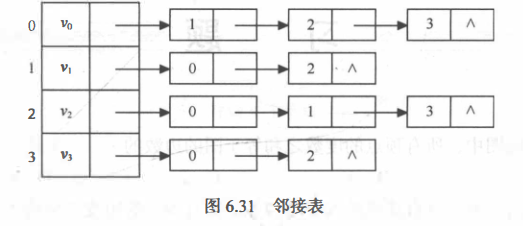 0 v₀ 1 2 3 ∧
1 v₁ 0 2 ∧
2 v₂ 0 1 3 ∧
3 v₃ 0 2 ∧
图 6.31 邻接表